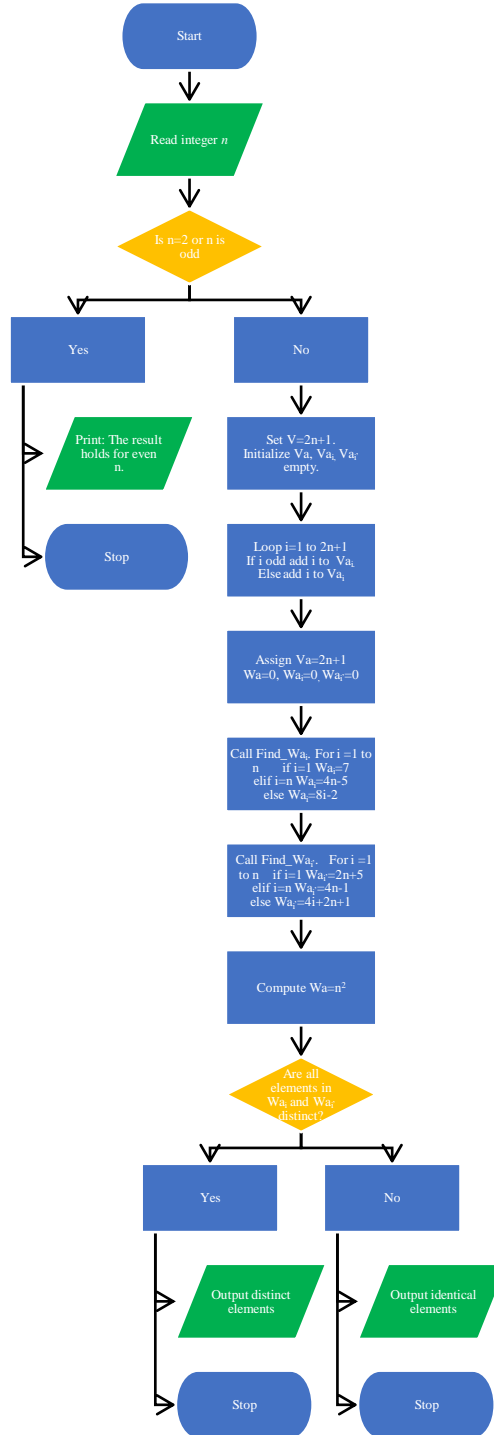 Start
Read integer n
Is n=2 or n is
odd
Yes
No
Print: The result
holds for even
n.
Set V=2n+1.
Initialize Va, Vaᵢ, Vaᵢ'
empty.
Stop
Loop i=1 to 2n+1
If i odd add i to Vaᵢ.
Else add i to Vaᵢ
Assign Va=2n+1
Wa=0, Waᵢ=0, Waᵢ'=0
Call Find_Waᵢ. For i =1 to
n if i=1 Waᵢ=7
elif i=n Waᵢ=4n-5
else Waᵢ=8i-2
Call Find_Waᵢ'. For i =1
to n if i=1 Waᵢ'=2n+5
elif i=n Waᵢ'=4n-1
else Waᵢ'=4i+2n+1
Compute Wa=n²
Are all
elements in
Waᵢ and Waᵢ'
distinct?
Yes
No
Output distinct
elements
Output identical
elements
Stop
Stop